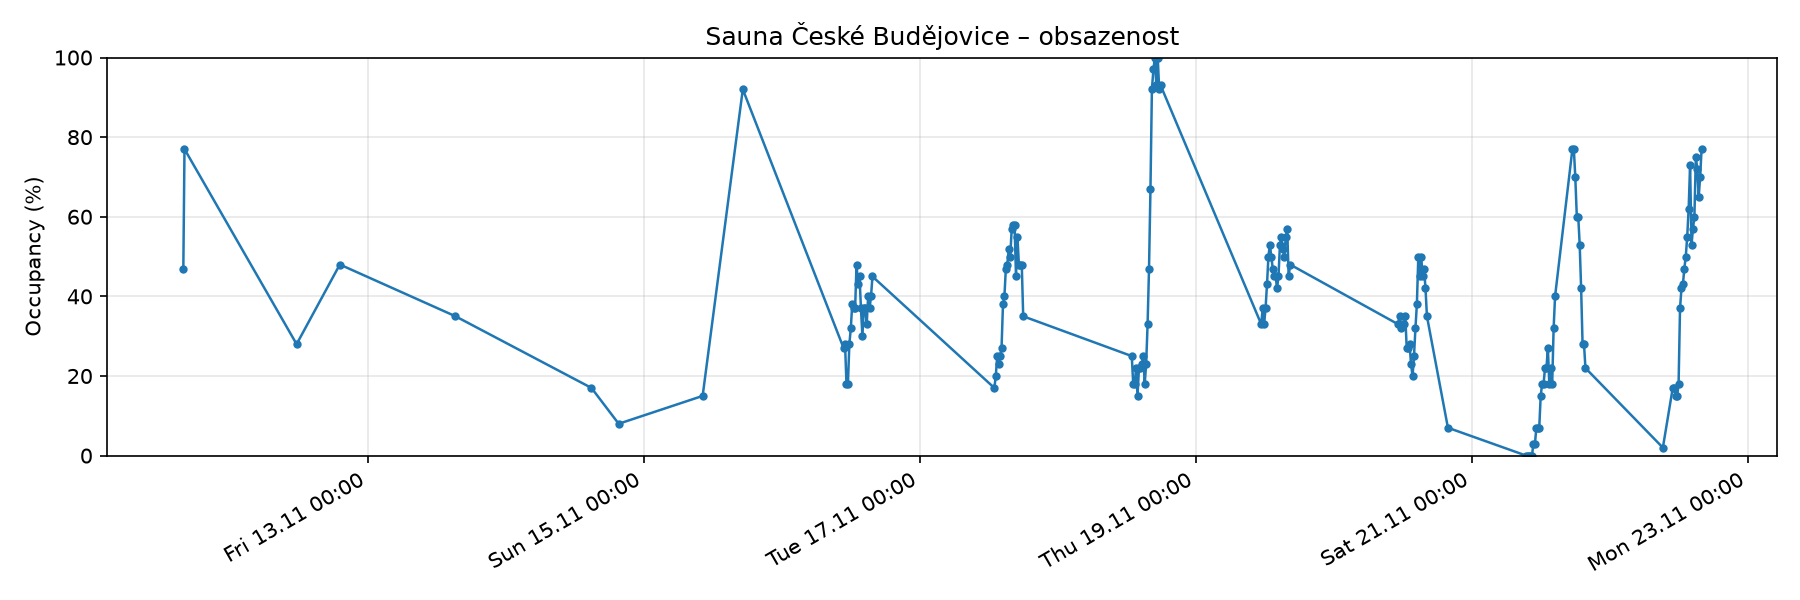 Sauna České Budějovice – obsazenost
Occupancy (%)
100
80
60
40
20
0
Fri 13.11 00:00
Sun 15.11 00:00
Tue 17.11 00:00
Thu 19.11 00:00
Sat 21.11 00:00
Mon 23.11 00:00